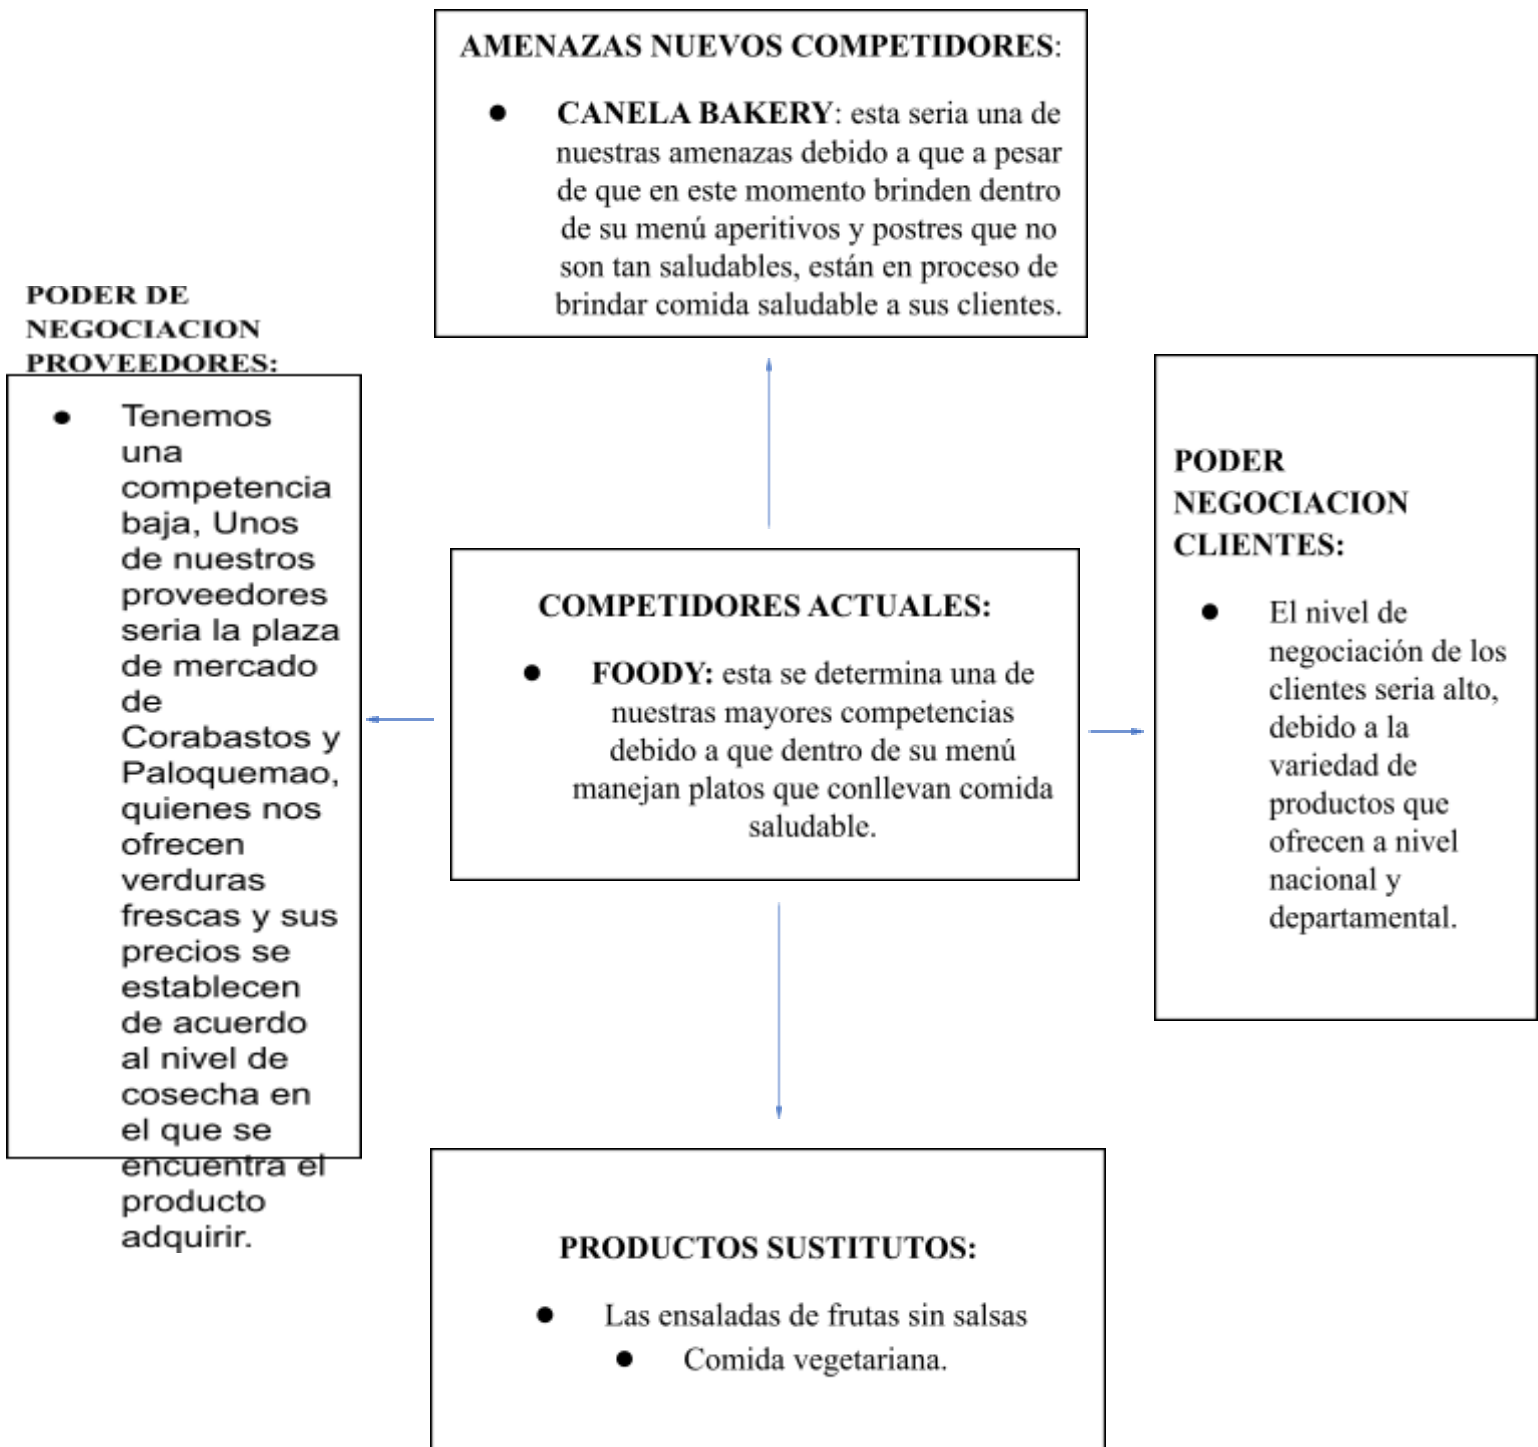 AMENAZAS NUEVOS COMPETIDORES:
● CANELA BAKERY: esta seria una de
nuestras amenazas debido a que a pesar
de que en este momento brinden dentro
de su menú aperitivos y postres que no
son tan saludables, están en proceso de
brindar comida saludable a sus clientes.
PODER DE
NEGOCIACION
PROVEEDORES:
● Tenemos
una
competencia
baja, Unos
de nuestros
proveedores
seria la plaza
de mercado
de
Corabastos y
Paloquemao,
quienes nos
ofrecen
verduras
frescas y sus
precios se
establecen
de acuerdo
al nivel de
cosecha en
el que se
encuentra el
producto
adquirir.
COMPETIDORES ACTUALES:
● FOODY: esta se determina una de
nuestras mayores competencias
debido a que dentro de su menú
manejan platos que conllevan comida
saludable.
PODER
NEGOCIACION
CLIENTES:
● El nivel de
negociación de los
clientes seria alto,
debido a la
variedad de
productos que
ofrecen a nivel
nacional y
departamental.
PRODUCTOS SUSTITUTOS:
● Las ensaladas de frutas sin salsas
● Comida vegetariana.